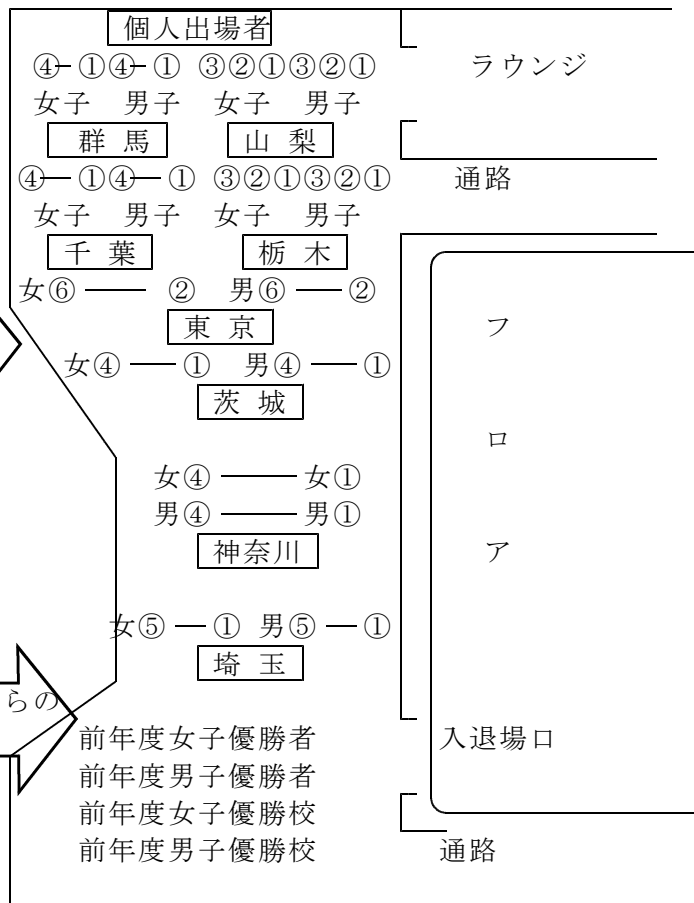 個人出場者
④ ①④ ① ③②①③②①
ラウンジ
女子 男子 女子 男子
群 馬 山 梨
④ ①④ ① ③②①③②①
通路
女子 男子 女子 男子
千 葉 栃 木
女⑥ ── ② 男⑥ ─ ②
東 京
フ
女④ ─ ① 男④ ─ ①
茨 城
ロ
女④ ── 女①
男④ ── 男①
神奈川
ア
女⑤ ─ ① 男⑤ ─ ①
埼 玉
らの
前年度女子優勝者
入退場口
前年度男子優勝者
前年度女子優勝校
前年度男子優勝校
通路